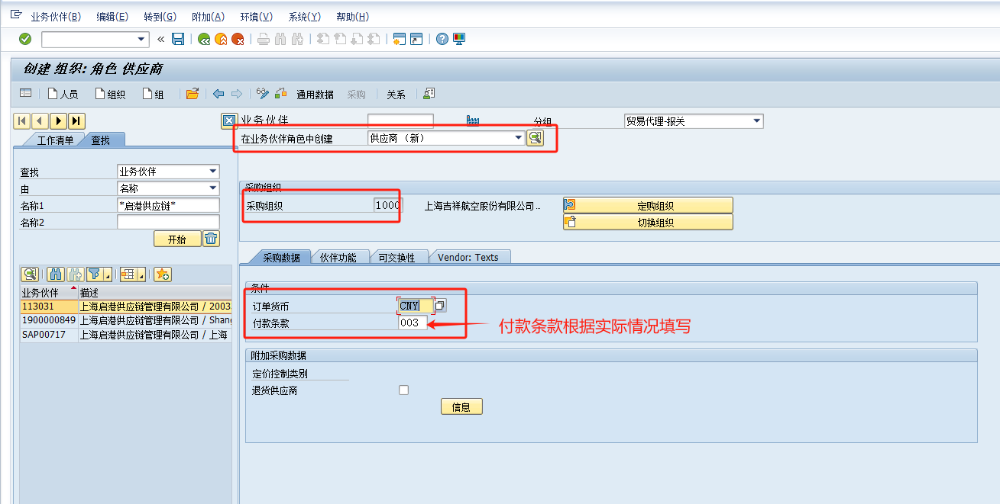 业务伙伴(B) 编辑(E) 转到(G) 附加(A) 环境(V) 系统(Y) 帮助(H)
创建 组织: 角色 供应商
人员 组织 组 通用数据 采购 关系
业务伙伴 分组 贸易代理-报关
在业务伙伴角色中创建 供应商 (新)
工作清单 查找
查找 业务伙伴
由 名称
名称1 *启港供应链*
名称2
开始
业务伙伴 描述
113031 上海启港供应链管理有限公司 / 2003
1900000849 上海启港供应链管理有限公司 / Shang
SAP00717 上海启港供应链管理有限公司 / 上海
采购组织
采购组织 1000 上海吉祥航空股份有限公司... 定购组织
切换组织
采购数据 伙伴功能 可交换性 Vendor: Texts
条件
订单货币 CNY
付款条款 003 付款条款根据实际情况填写
附加采购数据
定价控制类别
退货供应商
信息